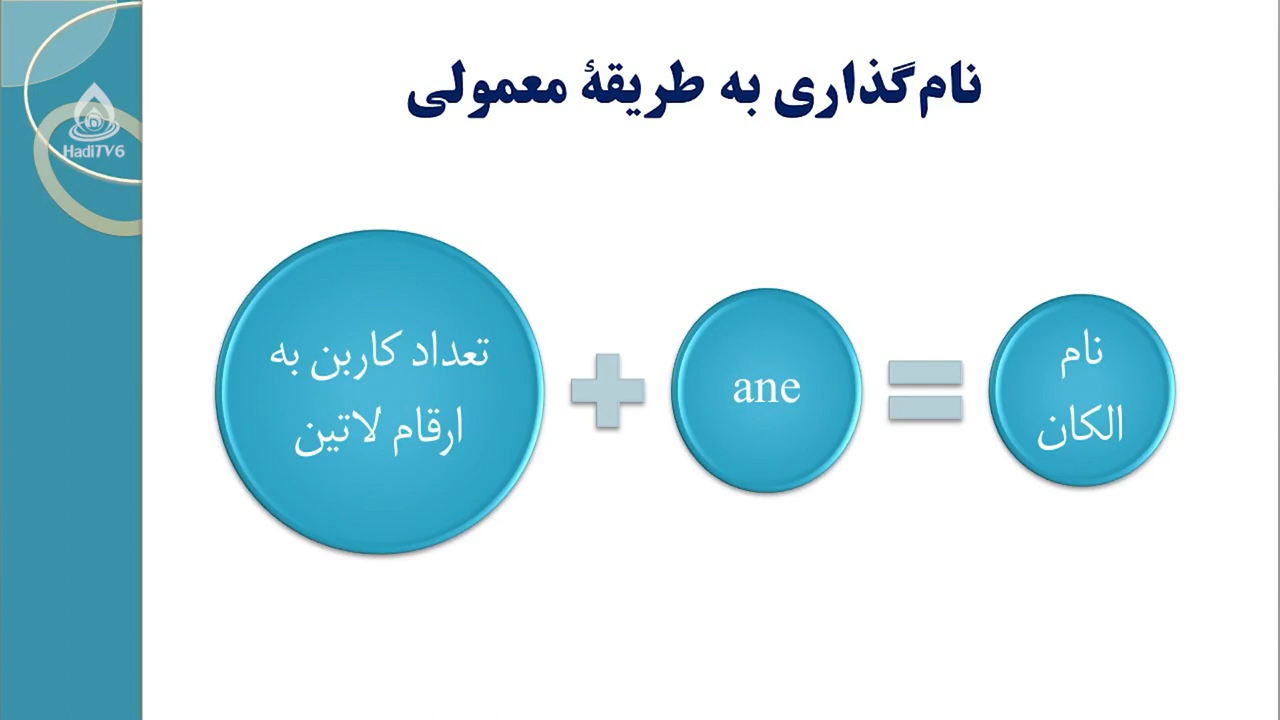 نام‌گذاری به طریقهٔ معمولی
HadiTV6
تعداد کاربن به
ارقام لاتین
+
ane
=
نام
الکان